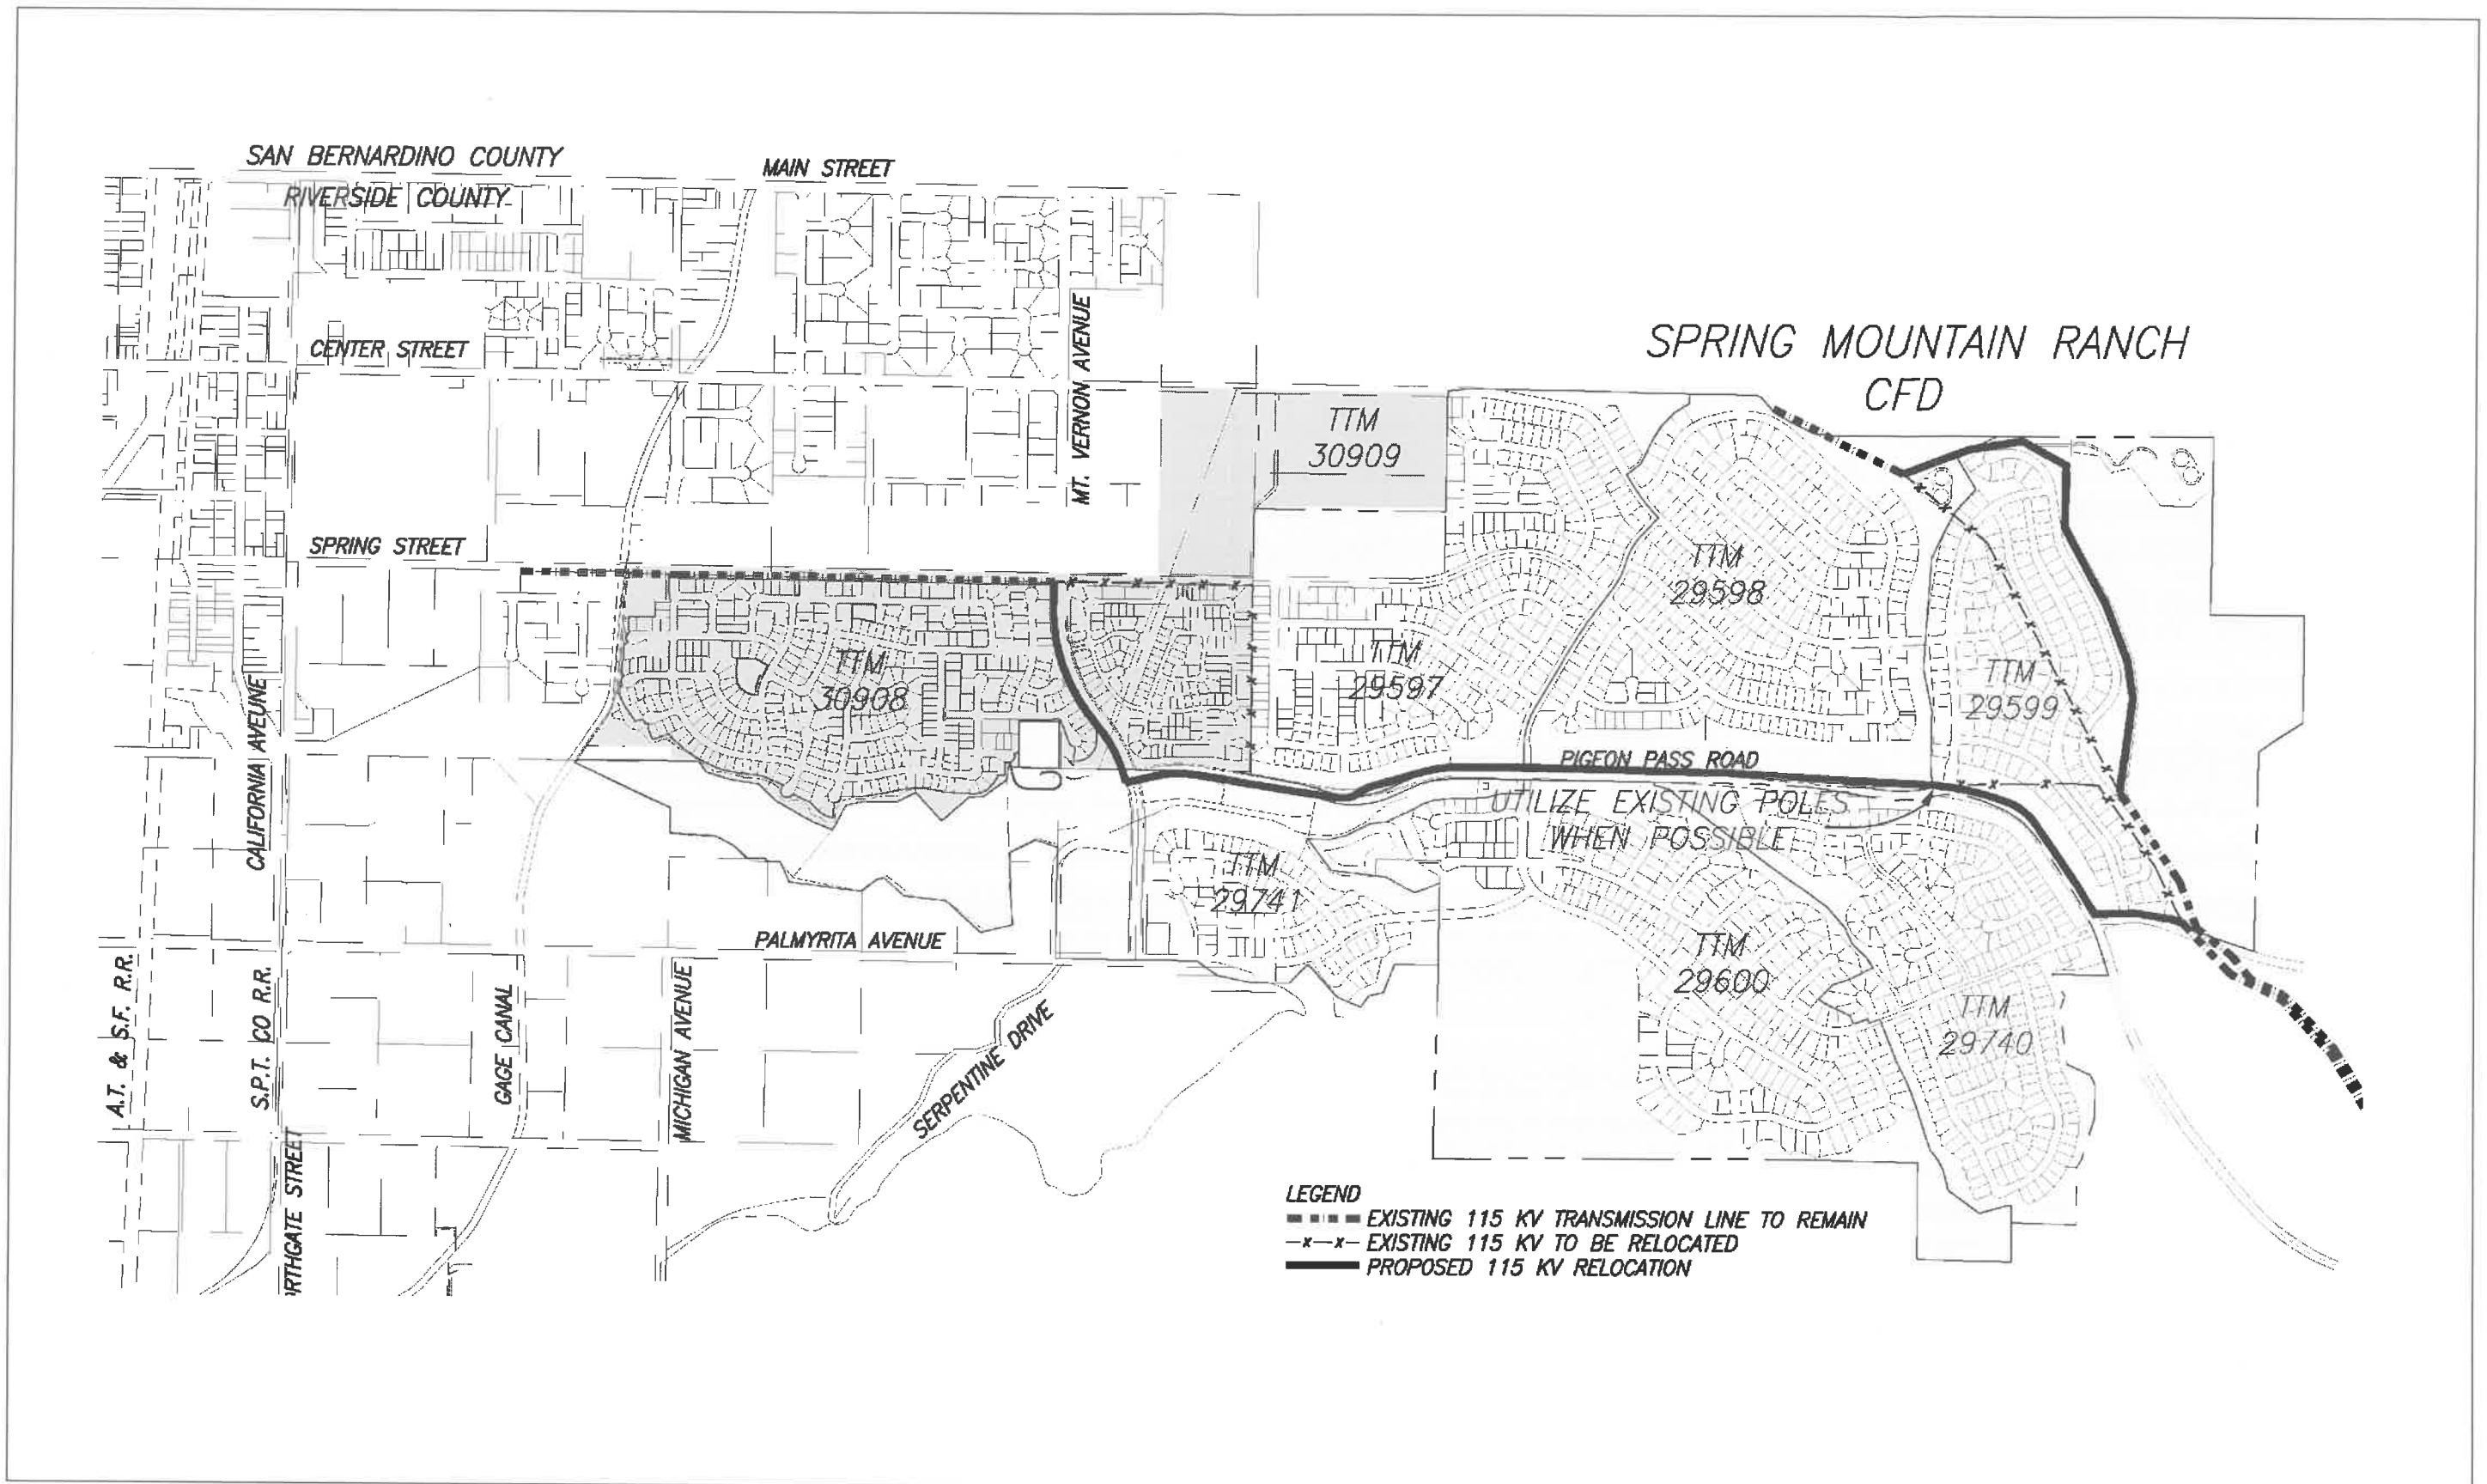 SAN BERNARDINO COUNTY
RIVERSIDE COUNTY
MAIN STREET
CENTER STREET
MT. VERNON AVENUE
SPRING MOUNTAIN RANCH
CFD
TTM
30909
SPRING STREET
TTM
29598
TTM
30908
TTM
29597
TTM
29599
CALIFORNIA AVEUNE
PIGEON PASS ROAD
UTILIZE EXISTING POLES
WHEN POSSIBLE
TTM
29741
PALMYRITA AVENUE
TTM
29600
TTM
29740
A.T. & S.F. R.R.
S.P.T. CO R.R.
GAGE CANAL
MICHIGAN AVENUE
SERPENTINE DRIVE
RTHGATE STREET
LEGEND
EXISTING 115 KV TRANSMISSION LINE TO REMAIN
-x-x- EXISTING 115 KV TO BE RELOCATED
PROPOSED 115 KV RELOCATION